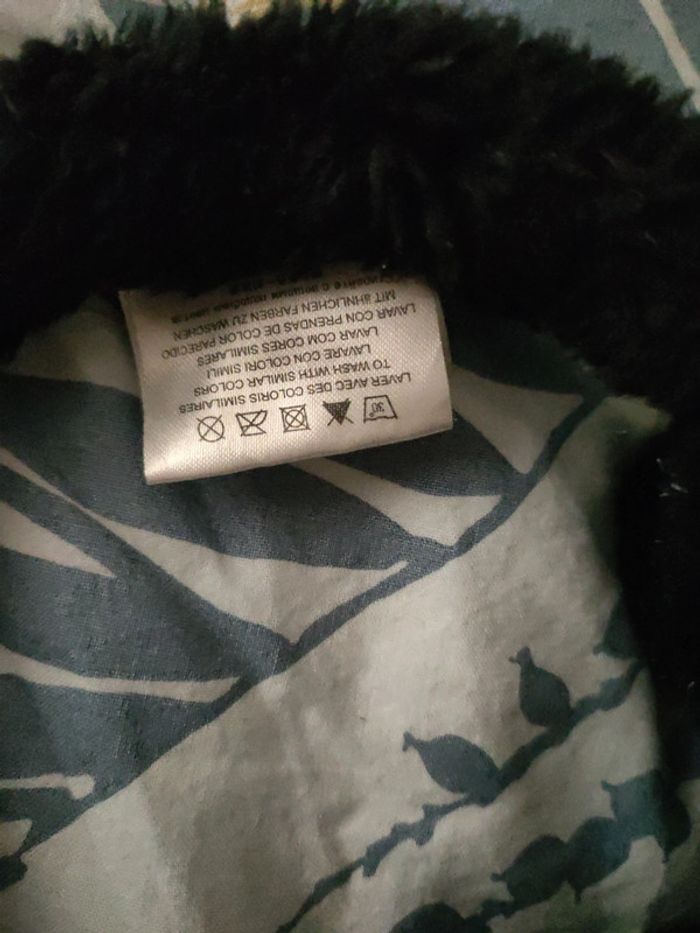 30°
LAVER AVEC DES COLORIS SIMILAIRES
TO WASH WITH SIMILAR COLORS
LAVARE CON COLORI SIMILI
LAVAR COM CORES SIMILARES
LAVAR CON PRENDAS DE COLOR PARECIDO
MIT ÄHNLICHEN FARBEN ZU WASCHEN